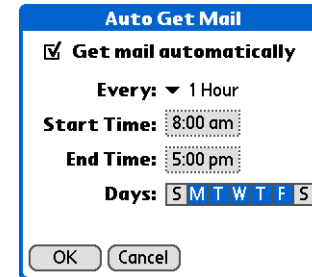 Auto Get Mail
Get mail automatically
Every: 1 Hour
Start Time: 8:00 am
End Time: 5:00 pm
Days: S M T W T F S
OK Cancel